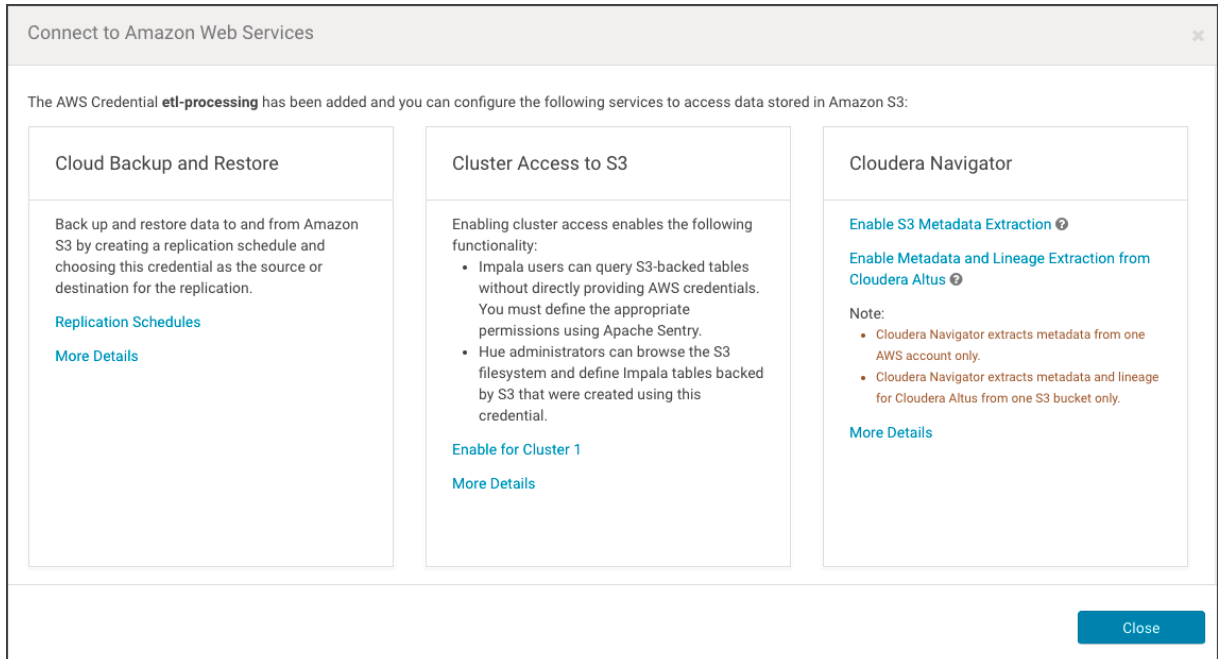 Connect to Amazon Web Services
The AWS Credential etl-processing has been added and you can configure the following services to access data stored in Amazon S3:
Cloud Backup and Restore
Back up and restore data to and from Amazon
S3 by creating a replication schedule and
choosing this credential as the source or
destination for the replication.
Replication Schedules
More Details
Cluster Access to S3
Enabling cluster access enables the following
functionality:
• Impala users can query S3-backed tables
without directly providing AWS credentials.
You must define the appropriate
permissions using Apache Sentry.
• Hue administrators can browse the S3
filesystem and define Impala tables backed
by S3 that were created using this
credential.
Enable for Cluster 1
More Details
Cloudera Navigator
Enable S3 Metadata Extraction
Enable Metadata and Lineage Extraction from
Cloudera Altus
Note:
• Cloudera Navigator extracts metadata from one
AWS account only.
• Cloudera Navigator extracts metadata and lineage
for Cloudera Altus from one S3 bucket only.
More Details
Close